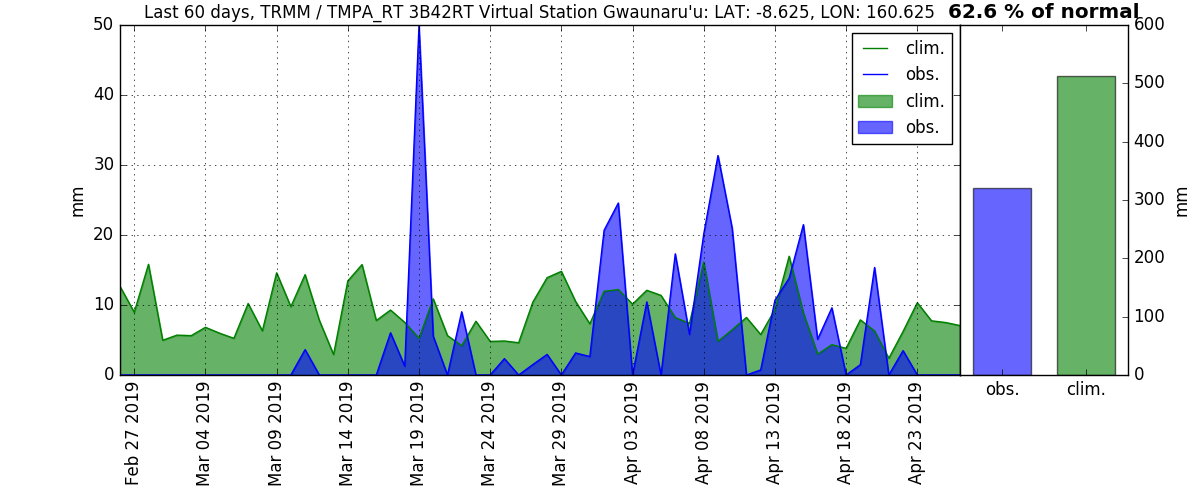 Last 60 days, TRMM / TMPA_RT 3B42RT Virtual Station Gwaunaru'u: LAT: -8.625, LON: 160.625
62.6 % of normal
50
40
30
20
10
0
mm
clim.
obs.
clim.
obs.
600
500
400
300
200
100
0
mm
obs.
clim.
Feb 27 2019
Mar 04 2019
Mar 09 2019
Mar 14 2019
Mar 19 2019
Mar 24 2019
Mar 29 2019
Apr 03 2019
Apr 08 2019
Apr 13 2019
Apr 18 2019
Apr 23 2019